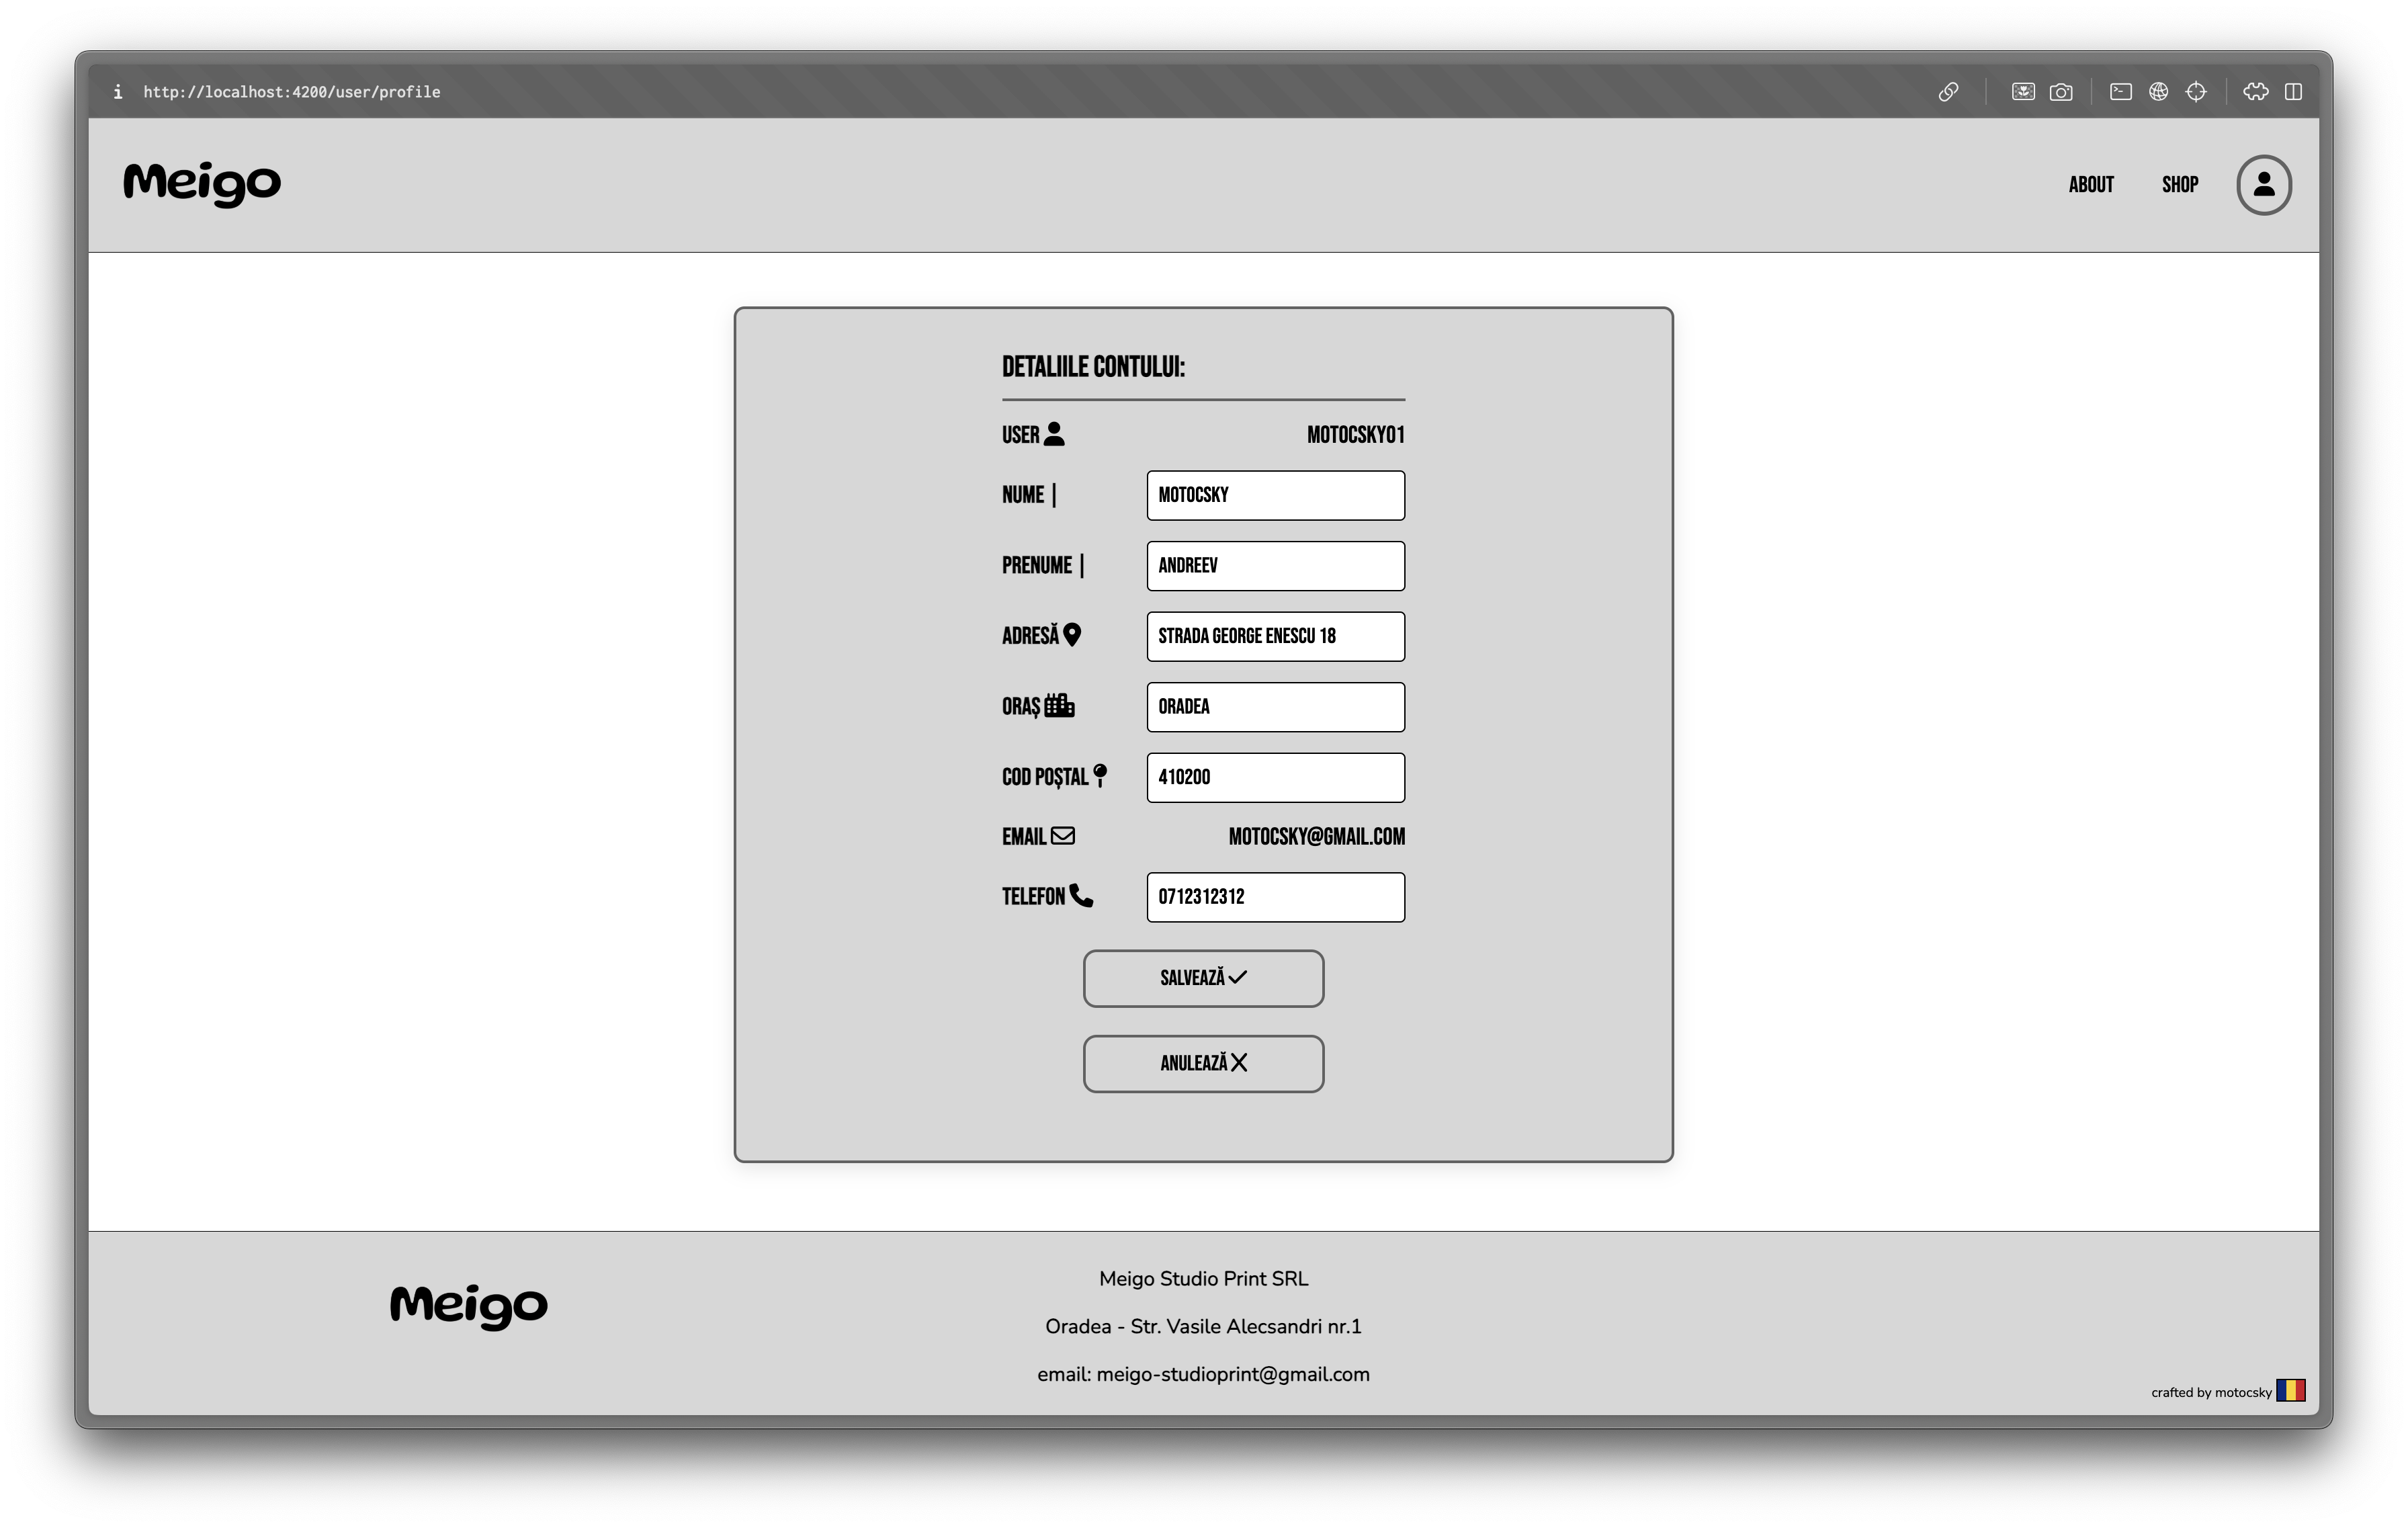 i http://localhost:4200/user/profile
Meigo
ABOUT SHOP
DETALIILE CONTULUI:
USER MOTOCSKY01
NUME | MOTOCSKY
PRENUME | ANDREEV
ADRESĂ STRADA GEORGE ENESCU 18
ORAȘ ORADEA
COD POȘTAL 410200
EMAIL MOTOCSKY@GMAIL.COM
TELEFON 0712312312
SALVEAZĂ
ANULEAZĂ
Meigo
Meigo Studio Print SRL
Oradea - Str. Vasile Alecsandri nr.1
email: meigo-studioprint@gmail.com
crafted by motocsky